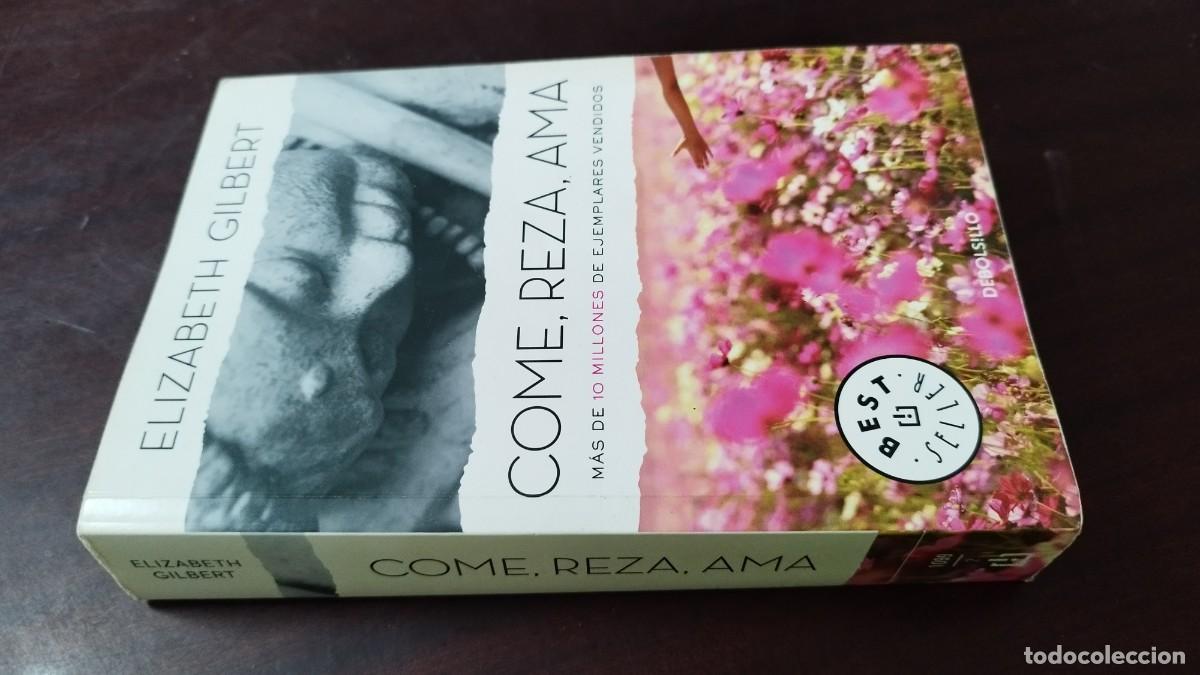 ELIZABETH GILBERT
COME, REZA, AMA
MÁS DE 10 MILLONES DE EJEMPLARES VENDIDOS
BEST
SELLER
DEBOLSILLO
ELIZABETH
GILBERT
COME, REZA, AMA
todocoleccion